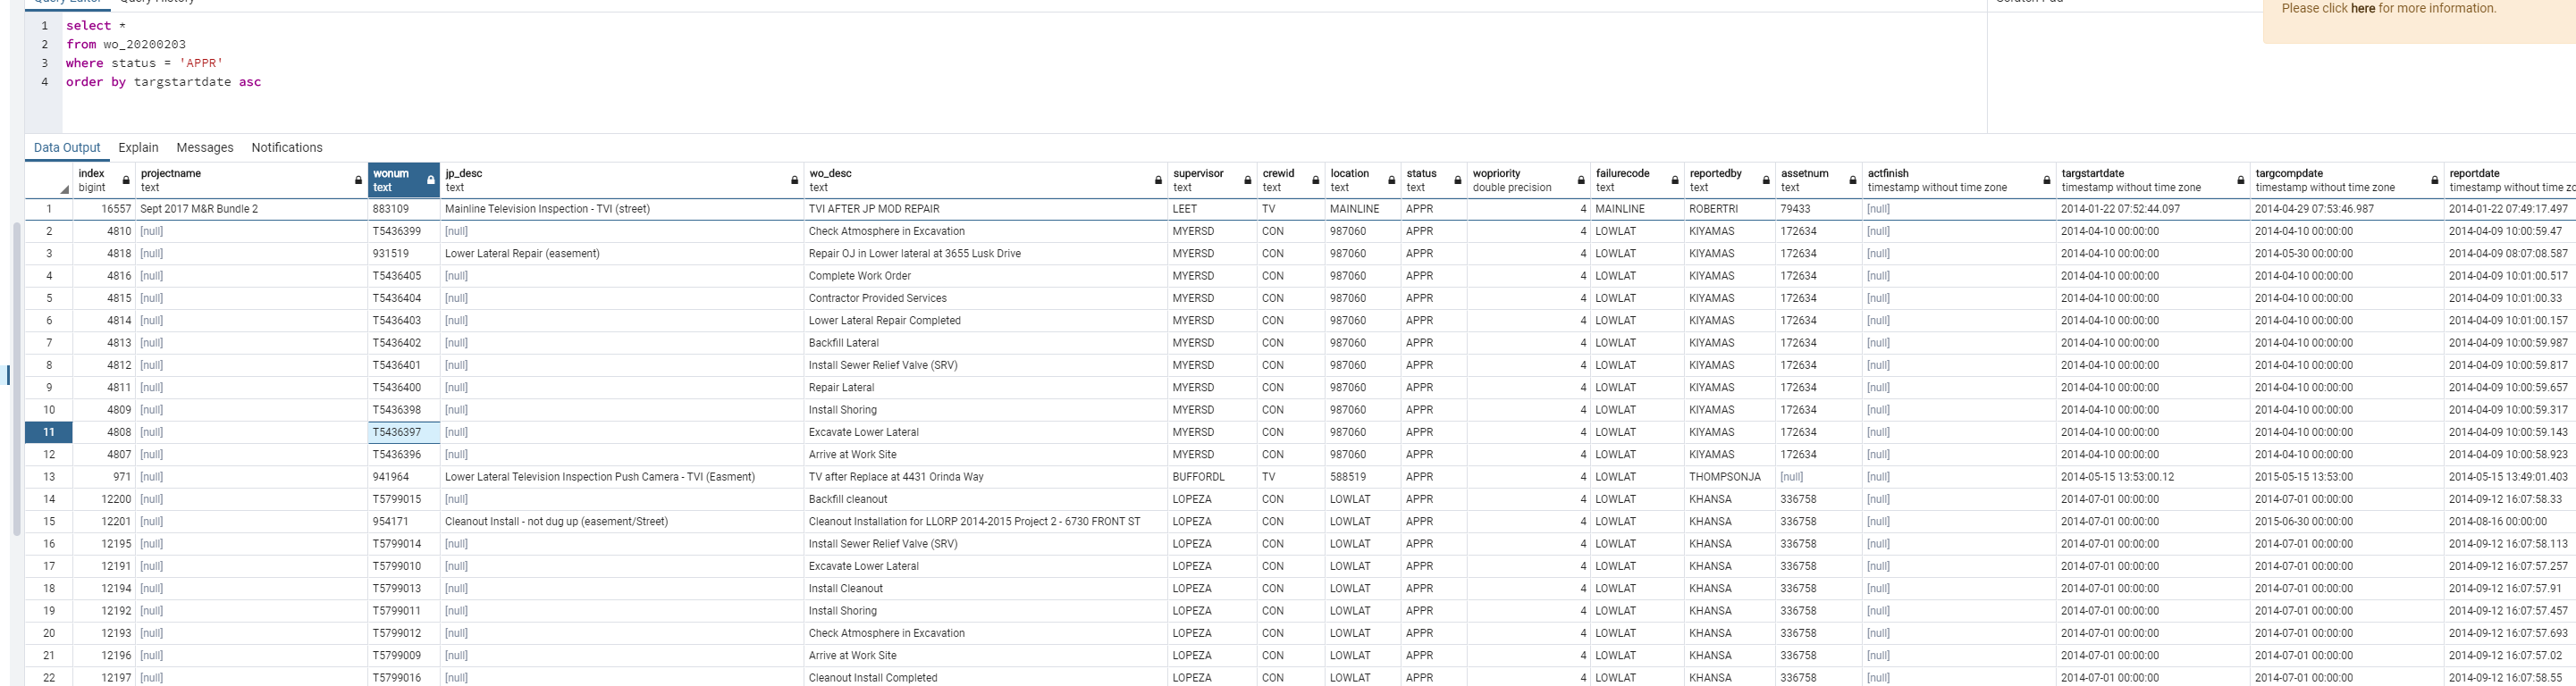 Query Editor Query History
Scratch Pad
Please click here for more information.
1 select *
2 from wo_20200203
3 where status = 'APPR'
4 order by targstartdate asc
Data Output Explain Messages Notifications
index projectname wonum jp_desc wo_desc supervisor crewid location status wopriority failurecode reportedby assetnum actfinish targstartdate targcompdate reportdate
bigint text text text text text text text text double precision text text text timestamp without time zone timestamp without time zone timestamp without time zone timestamp without time zo
1 16557 Sept 2017 M&R Bundle 2 883109 Mainline Television Inspection - TVI (street) TVI AFTER JP MOD REPAIR LEET TV MAINLINE APPR 4 MAINLINE ROBERTRI 79433 [null] 2014-01-22 07:52:44.097 2014-04-29 07:53:46.987 2014-01-22 07:49:17.497
2 4810 [null] T5436399 [null] Check Atmosphere in Excavation MYERSD CON 987060 APPR 4 LOWLAT KIYAMAS 172634 [null] 2014-04-10 00:00:00 2014-04-10 00:00:00 2014-04-09 10:00:59.47
3 4818 [null] 931519 Lower Lateral Repair (easement) Repair OJ in Lower lateral at 3655 Lusk Drive MYERSD CON 987060 APPR 4 LOWLAT KIYAMAS 172634 [null] 2014-04-10 00:00:00 2014-05-30 00:00:00 2014-04-09 08:07:08.587
4 4816 [null] T5436405 [null] Complete Work Order MYERSD CON 987060 APPR 4 LOWLAT KIYAMAS 172634 [null] 2014-04-10 00:00:00 2014-04-10 00:00:00 2014-04-09 10:01:00.517
5 4815 [null] T5436404 [null] Contractor Provided Services MYERSD CON 987060 APPR 4 LOWLAT KIYAMAS 172634 [null] 2014-04-10 00:00:00 2014-04-10 00:00:00 2014-04-09 10:01:00.33
6 4814 [null] T5436403 [null] Lower Lateral Repair Completed MYERSD CON 987060 APPR 4 LOWLAT KIYAMAS 172634 [null] 2014-04-10 00:00:00 2014-04-10 00:00:00 2014-04-09 10:01:00.157
7 4813 [null] T5436402 [null] Backfill Lateral MYERSD CON 987060 APPR 4 LOWLAT KIYAMAS 172634 [null] 2014-04-10 00:00:00 2014-04-10 00:00:00 2014-04-09 10:00:59.987
8 4812 [null] T5436401 [null] Install Sewer Relief Valve (SRV) MYERSD CON 987060 APPR 4 LOWLAT KIYAMAS 172634 [null] 2014-04-10 00:00:00 2014-04-10 00:00:00 2014-04-09 10:00:59.817
9 4811 [null] T5436400 [null] Repair Lateral MYERSD CON 987060 APPR 4 LOWLAT KIYAMAS 172634 [null] 2014-04-10 00:00:00 2014-04-10 00:00:00 2014-04-09 10:00:59.657
10 4809 [null] T5436398 [null] Install Shoring MYERSD CON 987060 APPR 4 LOWLAT KIYAMAS 172634 [null] 2014-04-10 00:00:00 2014-04-10 00:00:00 2014-04-09 10:00:59.317
11 4808 [null] T5436397 [null] Excavate Lower Lateral MYERSD CON 987060 APPR 4 LOWLAT KIYAMAS 172634 [null] 2014-04-10 00:00:00 2014-04-10 00:00:00 2014-04-09 10:00:59.143
12 4807 [null] T5436396 [null] Arrive at Work Site MYERSD CON 987060 APPR 4 LOWLAT KIYAMAS 172634 [null] 2014-04-10 00:00:00 2014-04-10 00:00:00 2014-04-09 10:00:58.923
13 971 [null] 941964 Lower Lateral Television Inspection Push Camera - TVI (Easment) TV after Replace at 4431 Orinda Way BUFFORDL TV 588519 APPR 4 LOWLAT THOMPSONJA [null] [null] 2014-05-15 13:53:00.12 2015-05-15 13:53:00 2014-05-15 13:49:01.403
14 12200 [null] T5799015 [null] Backfill cleanout LOPEZA CON LOWLAT APPR 4 LOWLAT KHANSA 336758 [null] 2014-07-01 00:00:00 2014-07-01 00:00:00 2014-09-12 16:07:58.33
15 12201 [null] 954171 Cleanout Install - not dug up (easement/Street) Cleanout Installation for LLORP 2014-2015 Project 2 - 6730 FRONT ST LOPEZA CON LOWLAT APPR 4 LOWLAT KHANSA 336758 [null] 2014-07-01 00:00:00 2015-06-30 00:00:00 2014-08-16 00:00:00
16 12195 [null] T5799014 [null] Install Sewer Relief Valve (SRV) LOPEZA CON LOWLAT APPR 4 LOWLAT KHANSA 336758 [null] 2014-07-01 00:00:00 2014-07-01 00:00:00 2014-09-12 16:07:58.113
17 12191 [null] T5799010 [null] Excavate Lower Lateral LOPEZA CON LOWLAT APPR 4 LOWLAT KHANSA 336758 [null] 2014-07-01 00:00:00 2014-07-01 00:00:00 2014-09-12 16:07:57.257
18 12194 [null] T5799013 [null] Install Cleanout LOPEZA CON LOWLAT APPR 4 LOWLAT KHANSA 336758 [null] 2014-07-01 00:00:00 2014-07-01 00:00:00 2014-09-12 16:07:57.91
19 12192 [null] T5799011 [null] Install Shoring LOPEZA CON LOWLAT APPR 4 LOWLAT KHANSA 336758 [null] 2014-07-01 00:00:00 2014-07-01 00:00:00 2014-09-12 16:07:57.457
20 12193 [null] T5799012 [null] Check Atmosphere in Excavation LOPEZA CON LOWLAT APPR 4 LOWLAT KHANSA 336758 [null] 2014-07-01 00:00:00 2014-07-01 00:00:00 2014-09-12 16:07:57.693
21 12196 [null] T5799009 [null] Arrive at Work Site LOPEZA CON LOWLAT APPR 4 LOWLAT KHANSA 336758 [null] 2014-07-01 00:00:00 2014-07-01 00:00:00 2014-09-12 16:07:57.02
22 12197 [null] T5799016 [null] Cleanout Install Completed LOPEZA CON LOWLAT APPR 4 LOWLAT KHANSA 336758 [null] 2014-07-01 00:00:00 2014-07-01 00:00:00 2014-09-12 16:07:58.55